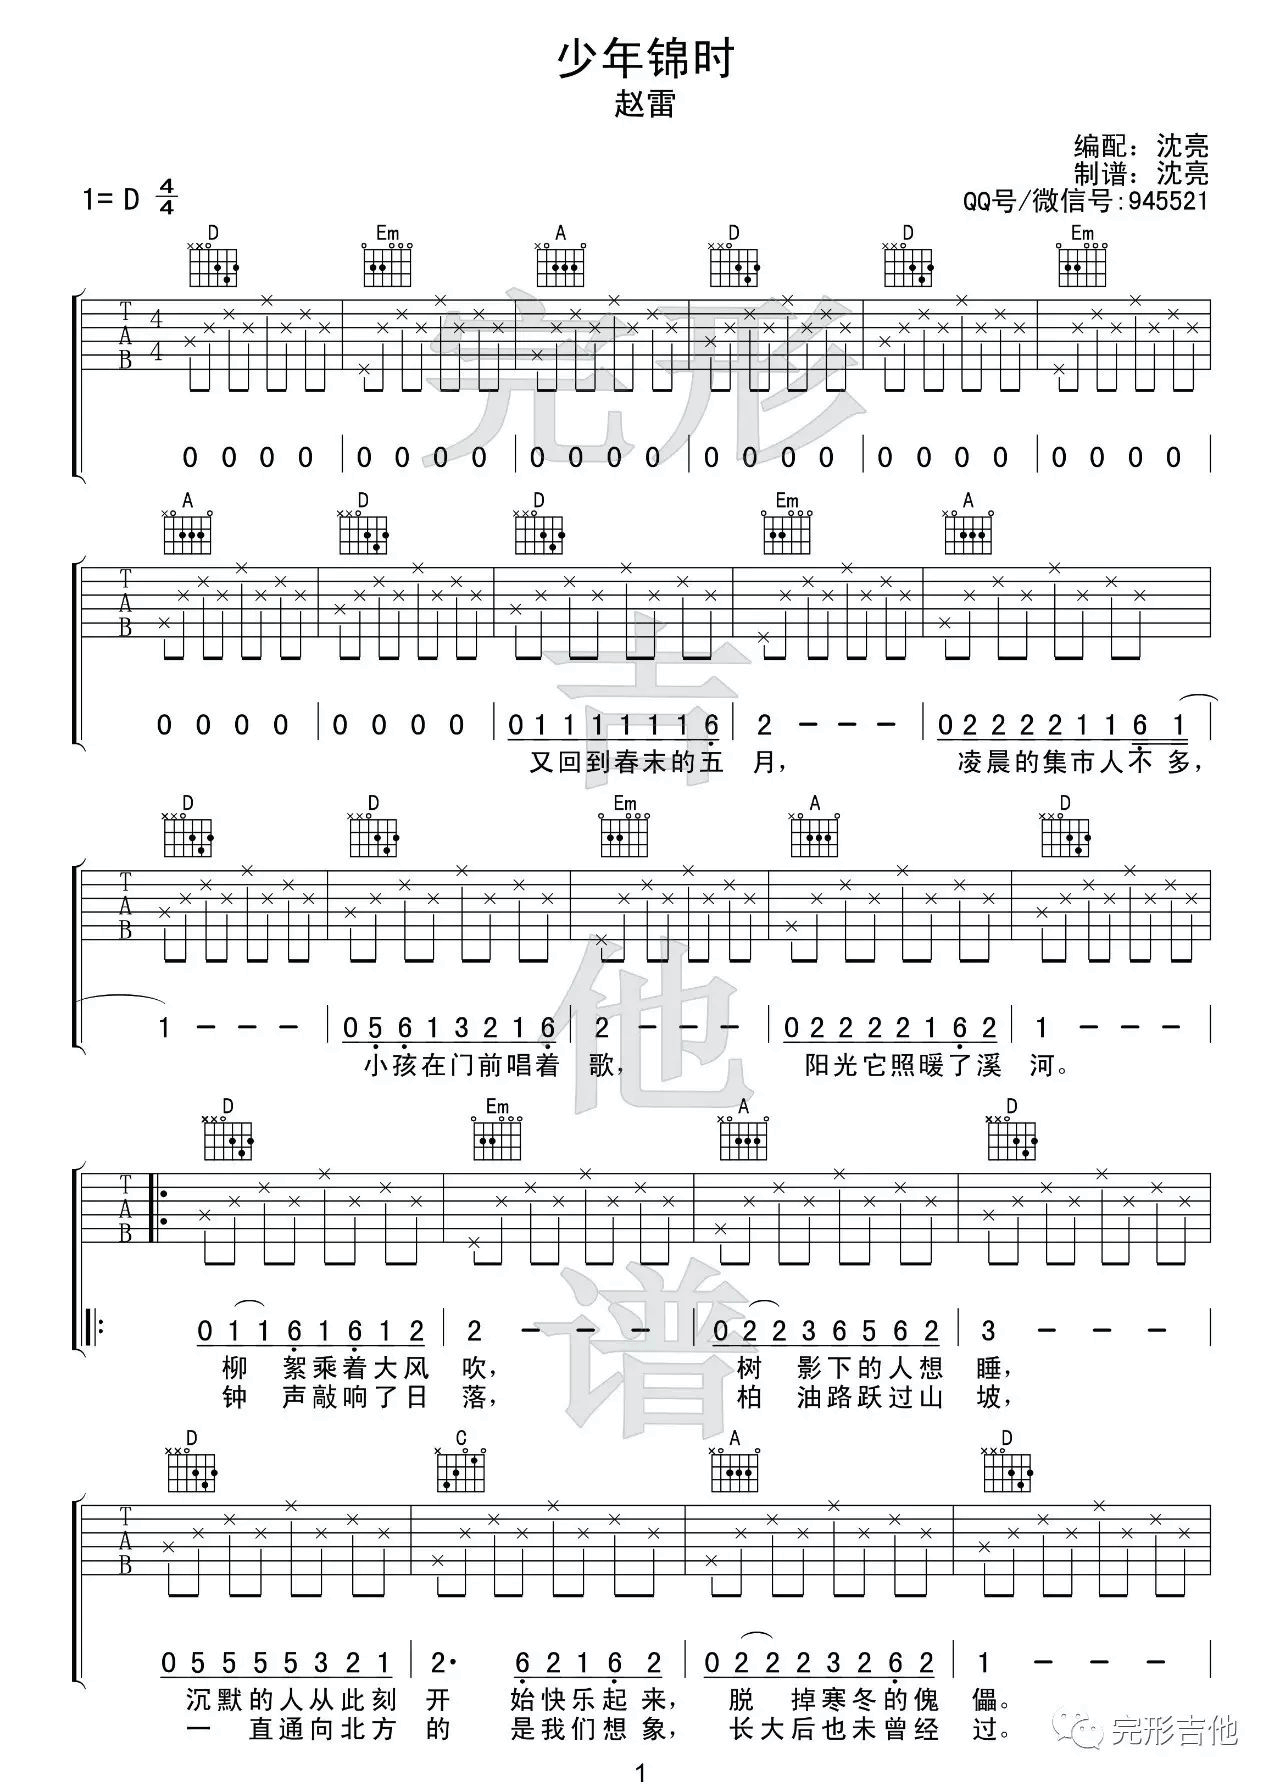 少年锦时
赵雷
编配：沈亮
制谱：沈亮
1= D 4/4
QQ号/微信号:945521
D Em A D D Em
T A B 4 4
0 0 0 0 | 0 0 0 0 | 0 0 0 0 | 0 0 0 0 | 0 0 0 0 | 0 0 0 0 |
A D D Em A
T A B
0 0 0 0 | 0 0 0 0 | 0 1 1 1 1 1 1 1 6 | 2 – – – | 0 2 2 2 2 1 1 6 1 |
又回到春末的五 月， 凌晨的集市人不 多，
D D Em A D
T A B
1 – – – | 0 5 6 1 3 2 1 6 | 2 – – – | 0 2 2 2 2 1 6 2 | 1 – – – |
小孩在门前唱着 歌， 阳光它照暖了溪 河。
D Em A D
T A B
0 1 1 6 1 6 1 2 | 2 – – – | 0 2 2 3 6 5 6 2 | 3 – – – |
柳 絮乘着大风 吹， 树 影下的人想 睡，
钟 声敲响了日 落， 柏 油路跃过山 坡，
D C A D
T A B
0 5 5 5 5 3 2 1 | 2· 6 2 1 6 2 | 0 2 2 2 3 2 6 2 | 1 – – – |
沉默的人从此刻 开 始快乐起来， 脱 掉寒冬的傀 儡。
一 直通向北方 的 是我们想象， 长大后也未曾经 过。
1
完形吉他谱
完形吉他